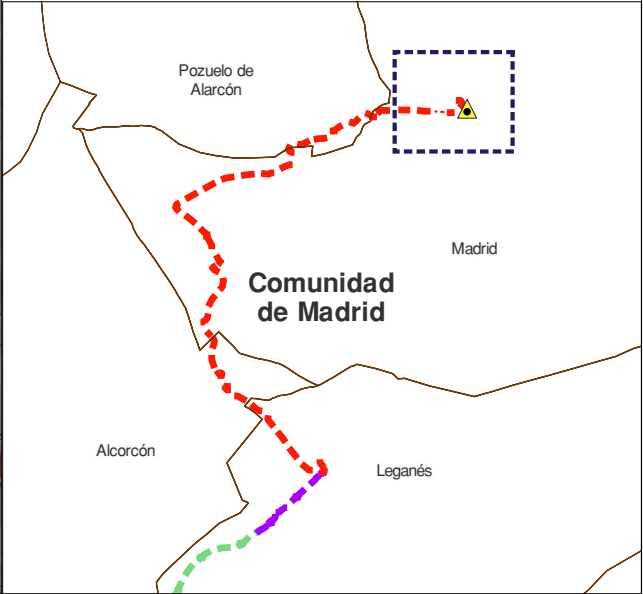 Pozuelo de
Alarcón
Madrid
Comunidad
de Madrid
Alcorcón
Leganés